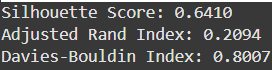 Silhouette Score: 0.6410
Adjusted Rand Index: 0.2094
Davies-Bouldin Index: 0.8007